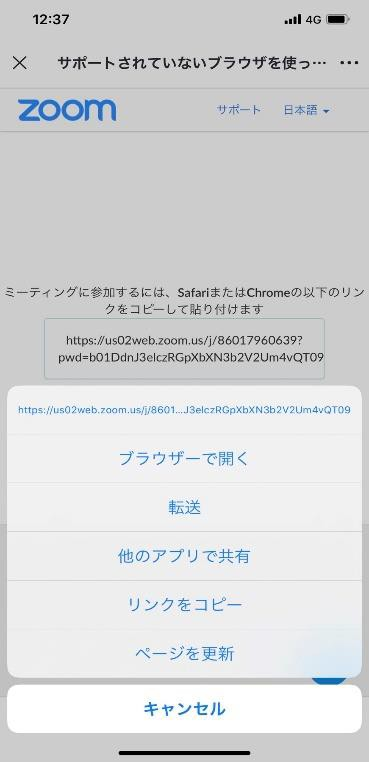 12:37
4G
サポートされていないブラウザを使っ…
zoom
サポート
日本語
ミーティングに参加するには、SafariまたはChromeの以下のリン
クをコピーして貼り付けます
https://us02web.zoom.us/j/86017960639?
pwd=b01DdnJ3elczRGpXbXN3b2V2Um4vQT09
https://us02web.zoom.us/j/8601...J3elczRGpXbXN3b2V2Um4vQT09
ブラウザーで開く
転送
他のアプリで共有
リンクをコピー
ページを更新
キャンセル